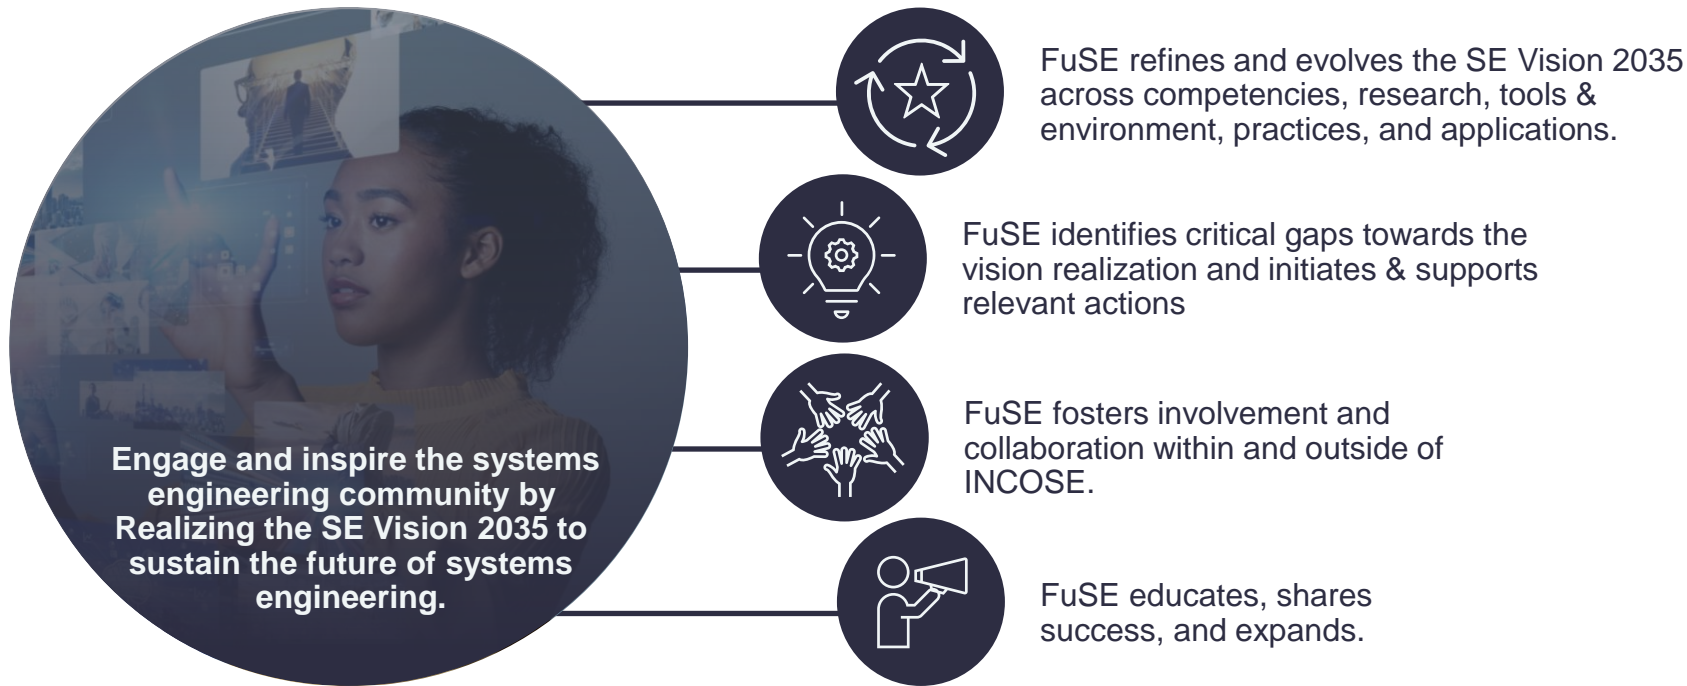 Engage and inspire the systems
engineering community by
Realizing the SE Vision 2035 to
sustain the future of systems
engineering.
FuSE refines and evolves the SE Vision 2035
across competencies, research, tools &
environment, practices, and applications.
FuSE identifies critical gaps towards the
vision realization and initiates & supports
relevant actions
FuSE fosters involvement and
collaboration within and outside of
INCOSE.
FuSE educates, shares
success, and expands.